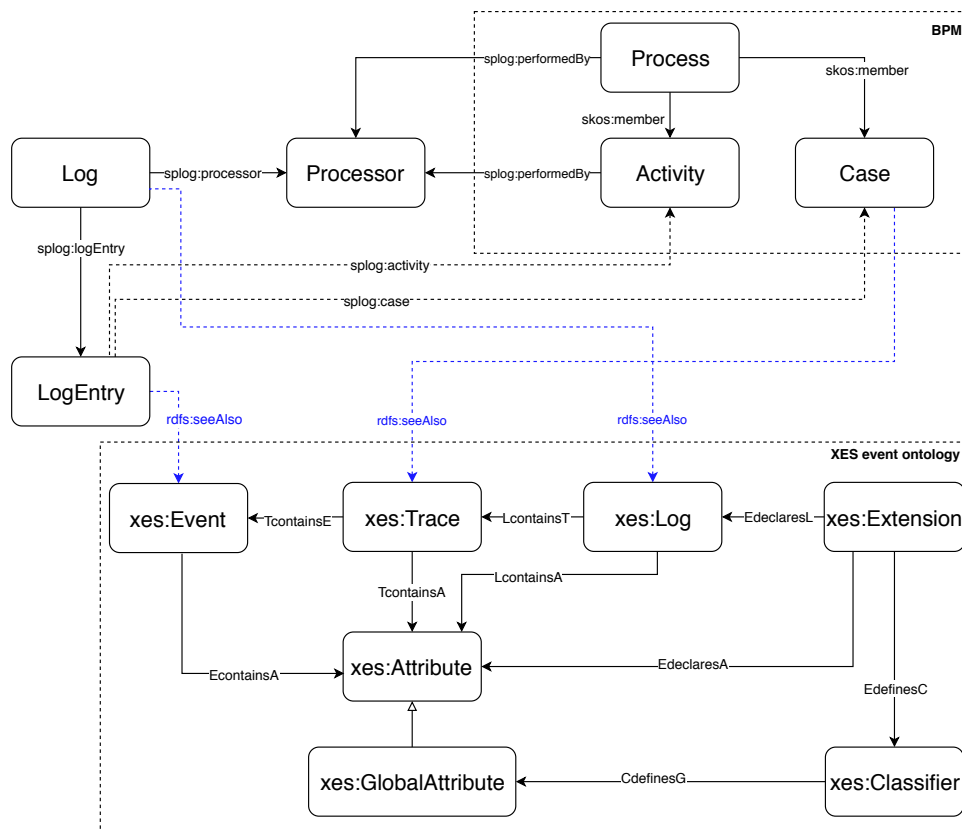 BPM
Process
splog:performedBy
skos:member
skos:member
Log
splog:processor
Processor
splog:performedBy
Activity
Case
splog:logEntry
splog:activity
splog:case
LogEntry
rdfs:seeAlso
rdfs:seeAlso
rdfs:seeAlso
XES event ontology
xes:Event
TcontainsE
xes:Trace
LcontainsT
xes:Log
EdeclaresL
xes:Extension
TcontainsA
LcontainsA
EcontainsA
xes:Attribute
EdeclaresA
EdefinesC
xes:GlobalAttribute
CdefinesG
xes:Classifier